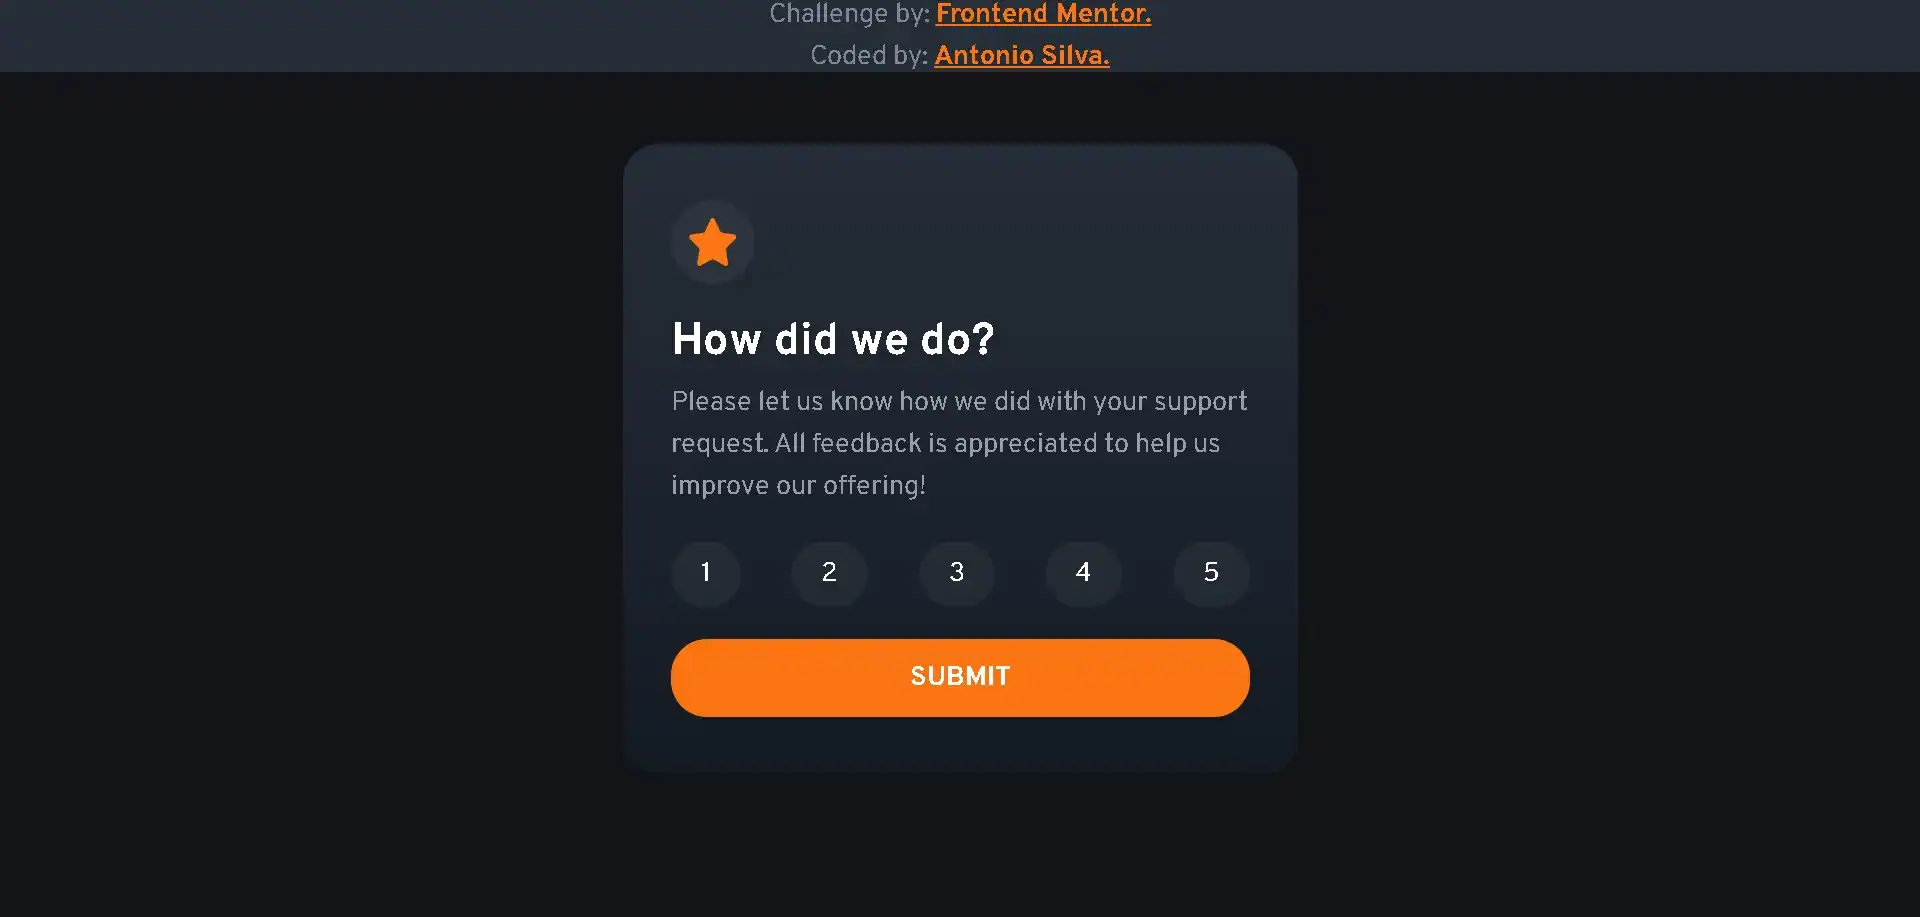 Challenge by: Frontend Mentor.
Coded by: Antonio Silva.
How did we do?
Please let us know how we did with your support
request. All feedback is appreciated to help us
improve our offering!
1 2 3 4 5
SUBMIT